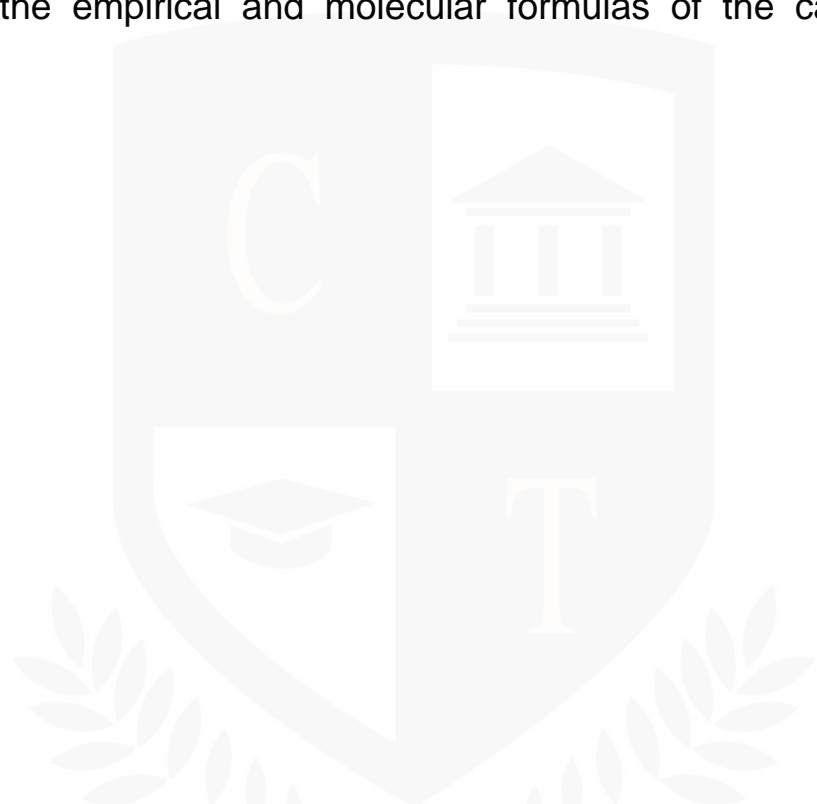 the empirical and molecular formulas of the ca
C
T